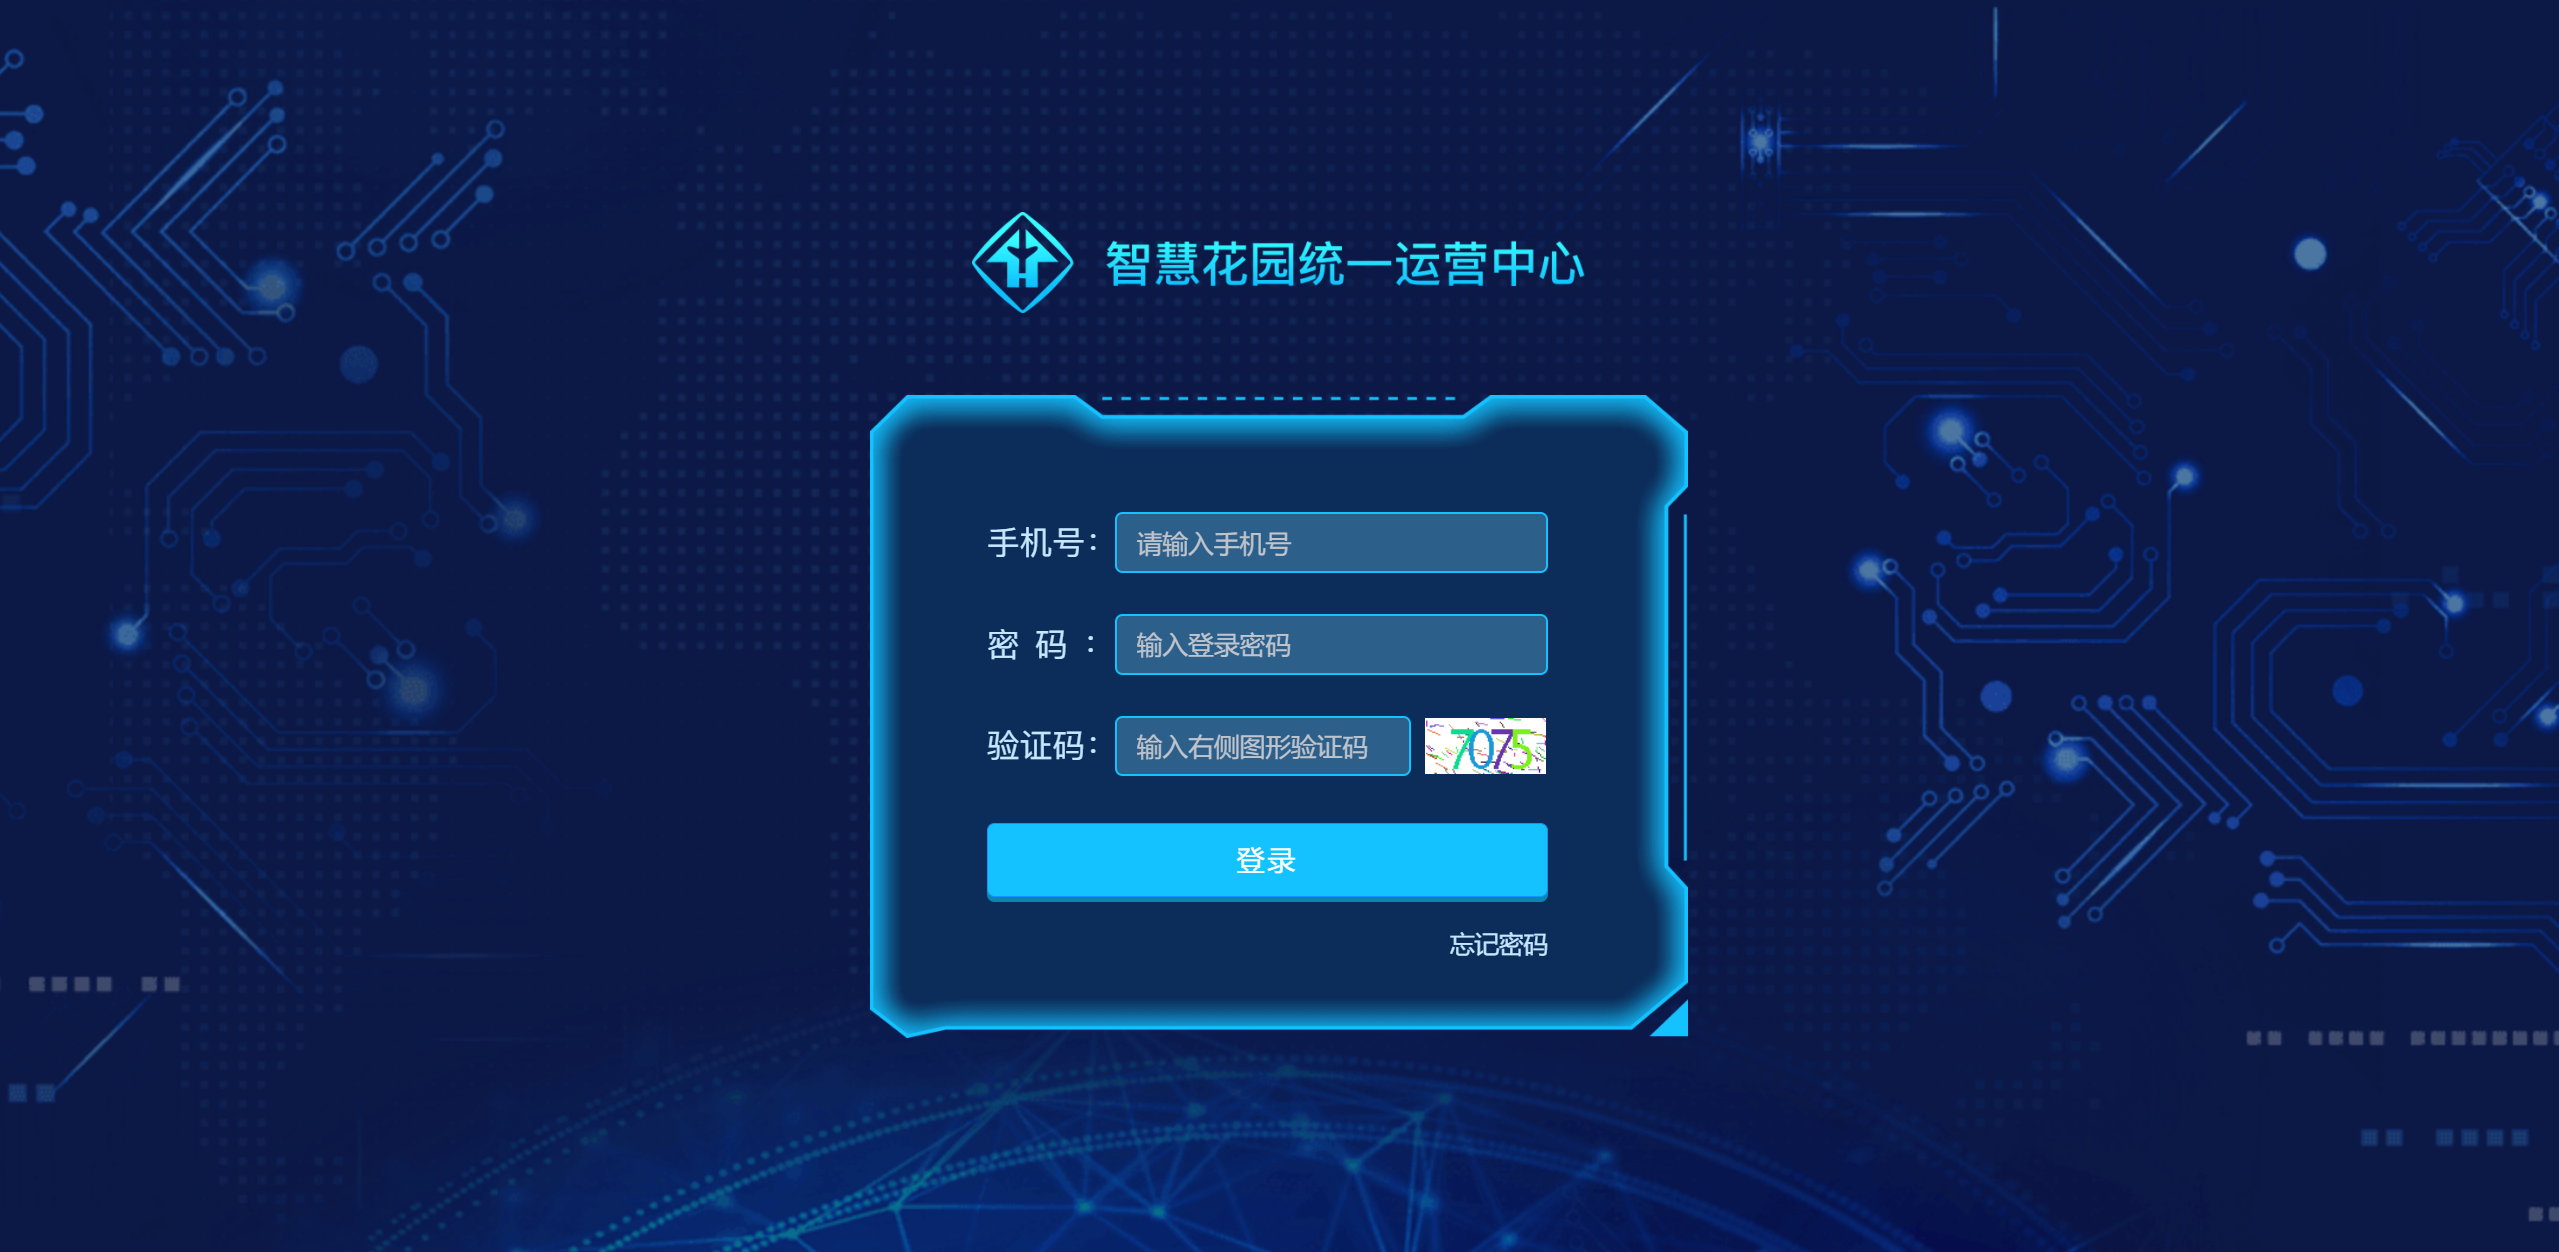 智慧花园统一运营中心
手机号： 请输入手机号
密 码 ： 输入登录密码
验证码： 输入右侧图形验证码 7075
登录
忘记密码